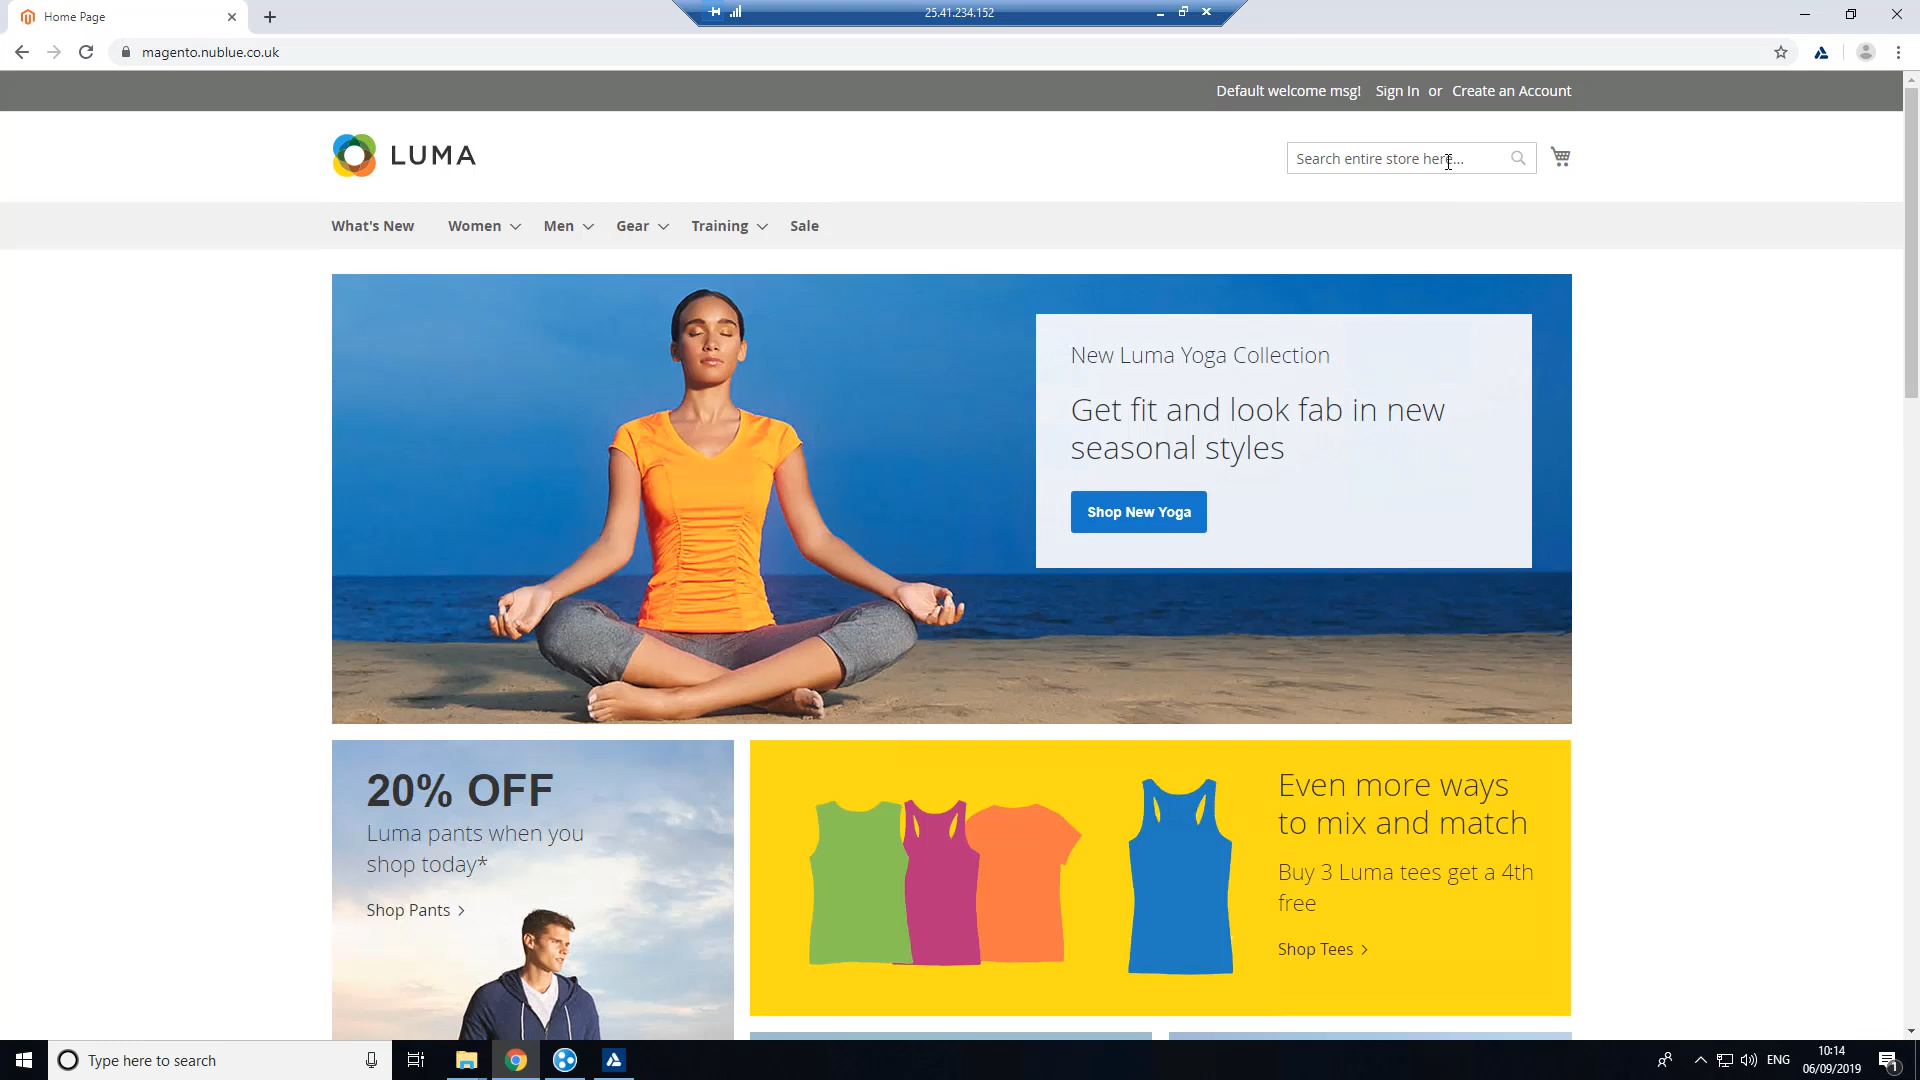 Home Page
25.41.234.152
magento.nublue.co.uk
Default welcome msg! Sign In or Create an Account
LUMA
Search entire store here...
What's New Women Men Gear Training Sale
New Luma Yoga Collection
Get fit and look fab in new
seasonal styles
Shop New Yoga
20% OFF
Luma pants when you
shop today*
Shop Pants
Even more ways
to mix and match
Buy 3 Luma tees get a 4th
free
Shop Tees
Type here to search
ENG
10:14
06/09/2019
1